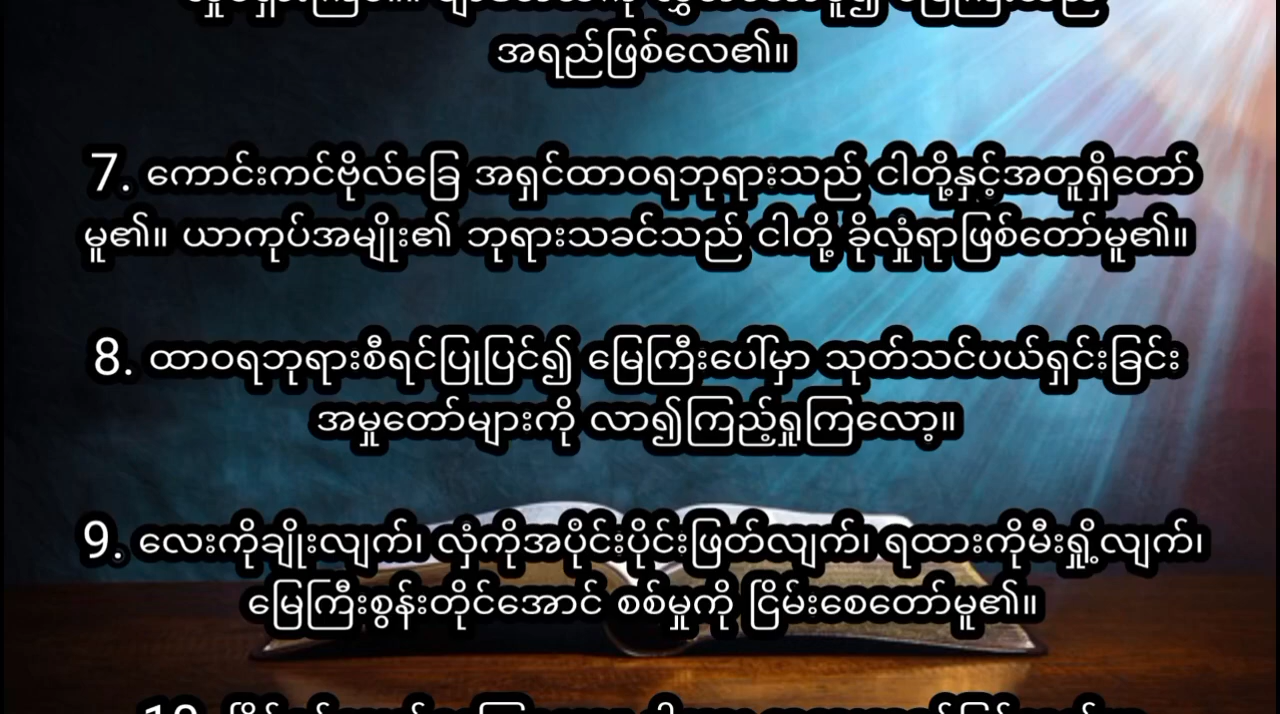 အရည်ဖြစ်လေ၏။
7. ကောင်းကင်ဗိုလ်ခြေ အရှင်ထာဝရဘုရားသည် ငါတို့နှင့်အတူရှိတော်
မူ၏။ ယာကုပ်အမျိုး၏ ဘုရားသခင်သည် ငါတို့ ခိုလှုံရာဖြစ်တော်မူ၏။
8. ထာဝရဘုရားစီရင်ပြုပြင်၍ မြေကြီးပေါ်မှာ သုတ်သင်ပယ်ရှင်းခြင်း
အမှုတော်များကို လာ၍ကြည့်ရှုကြလော့။
9. လေးကိုချိုးလျက်၊ လှံကိုအပိုင်းပိုင်းဖြတ်လျက်၊ ရထားကိုမီးရှို့လျက်၊
မြေကြီးစွန်းတိုင်အောင် စစ်မှုကို ငြိမ်းစေတော်မူ၏။